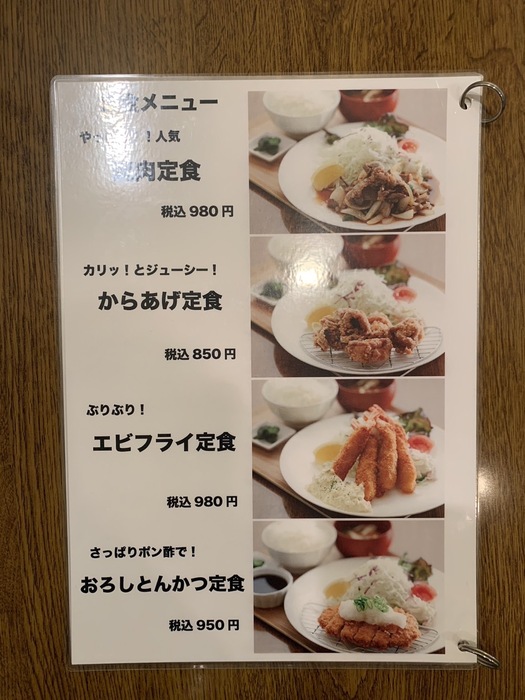 メニュー
！人気
肉定食
税込 980 円
カリッ！とジューシー！
からあげ定食
税込 850 円
ぷりぷり！
エビフライ定食
税込 980 円
さっぱりポン酢で！
おろしとんかつ定食
税込 950 円